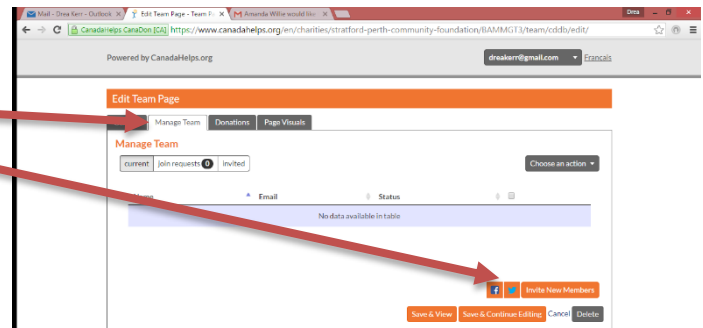 Mail - Drea Kerr - Outlook
Edit Team Page - Team P
Amanda Willie would like
Drea
CanadaHelps CanaDon [CA] https://www.canadahelps.org/en/charities/stratford-perth-community-foundation/BAMMGT3/team/cddb/edit/
Powered by CanadaHelps.org
dreakerr@gmail.com
Français
Edit Team Page
Manage Team Donations Page Visuals
Manage Team
current join requests 0 invited
Choose an action
Email Status
No data available in table
Invite New Members
Save & View Save & Continue Editing Cancel Delete